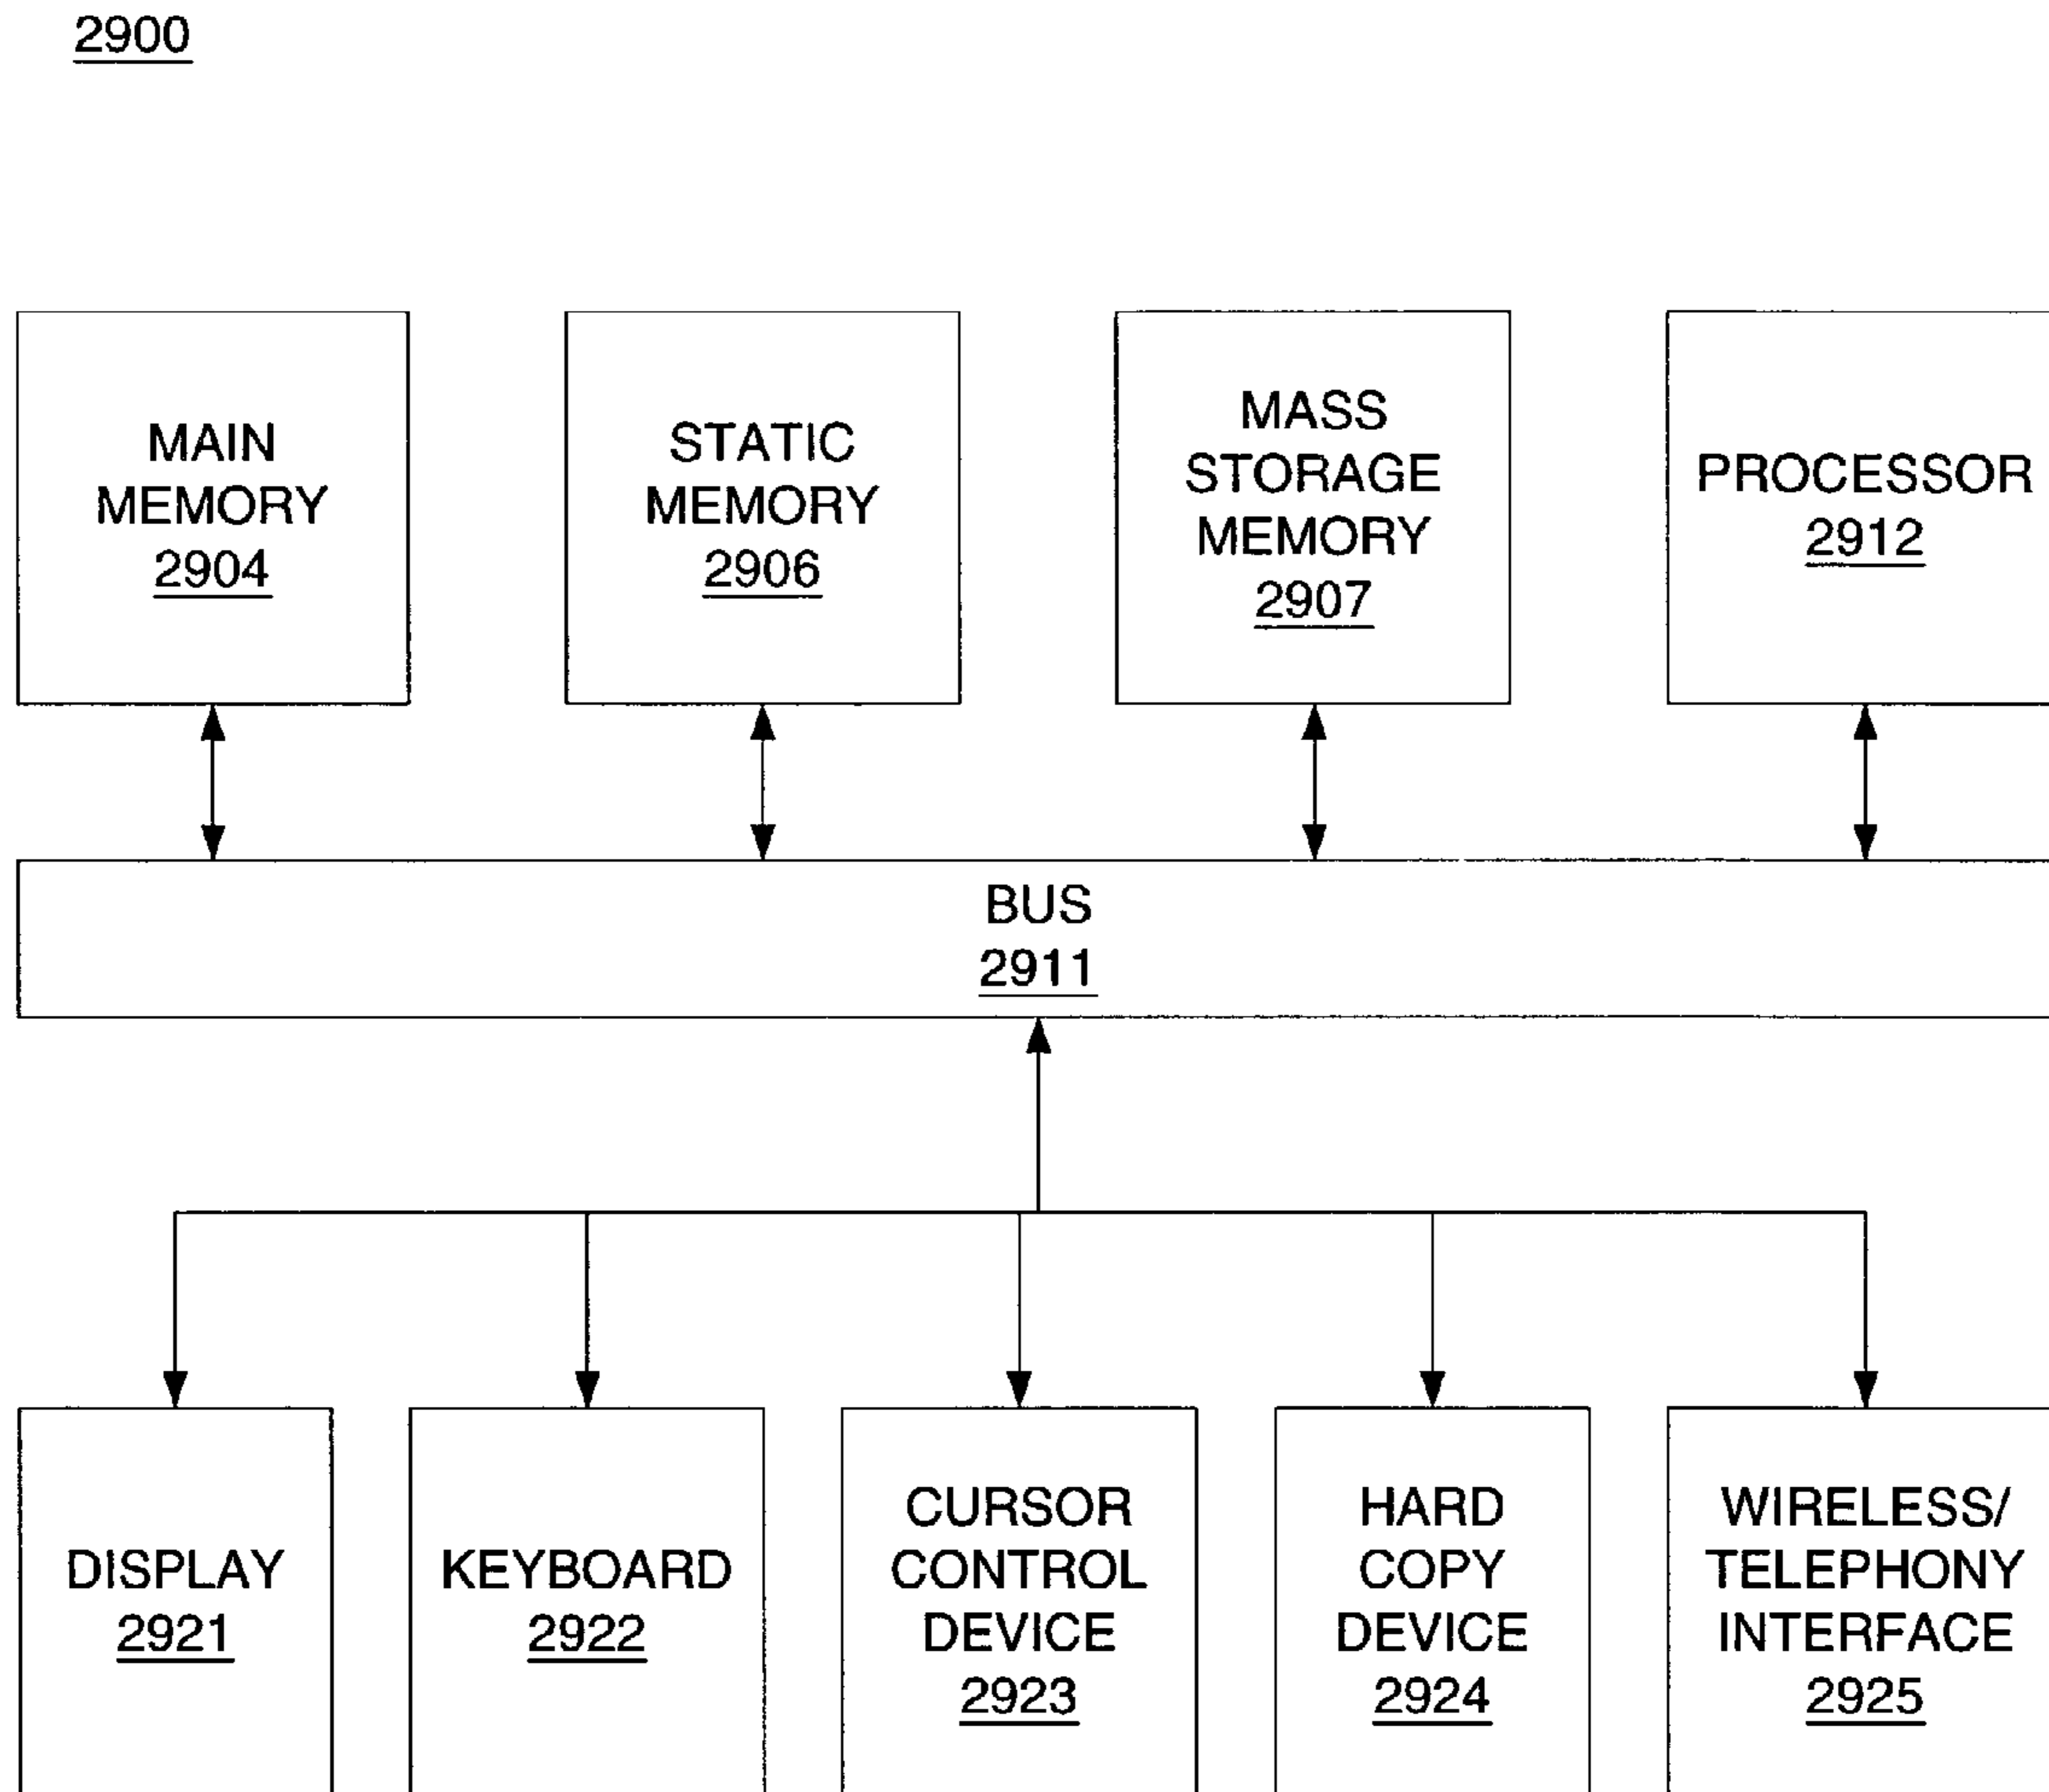 2900
MAIN
MEMORY
2904
STATIC
MEMORY
2906
MASS
STORAGE
MEMORY
2907
PROCESSOR
2912
BUS
2911
DISPLAY
2921
KEYBOARD
2922
CURSOR
CONTROL
DEVICE
2923
HARD
COPY
DEVICE
2924
WIRELESS/
TELEPHONY
INTERFACE
2925